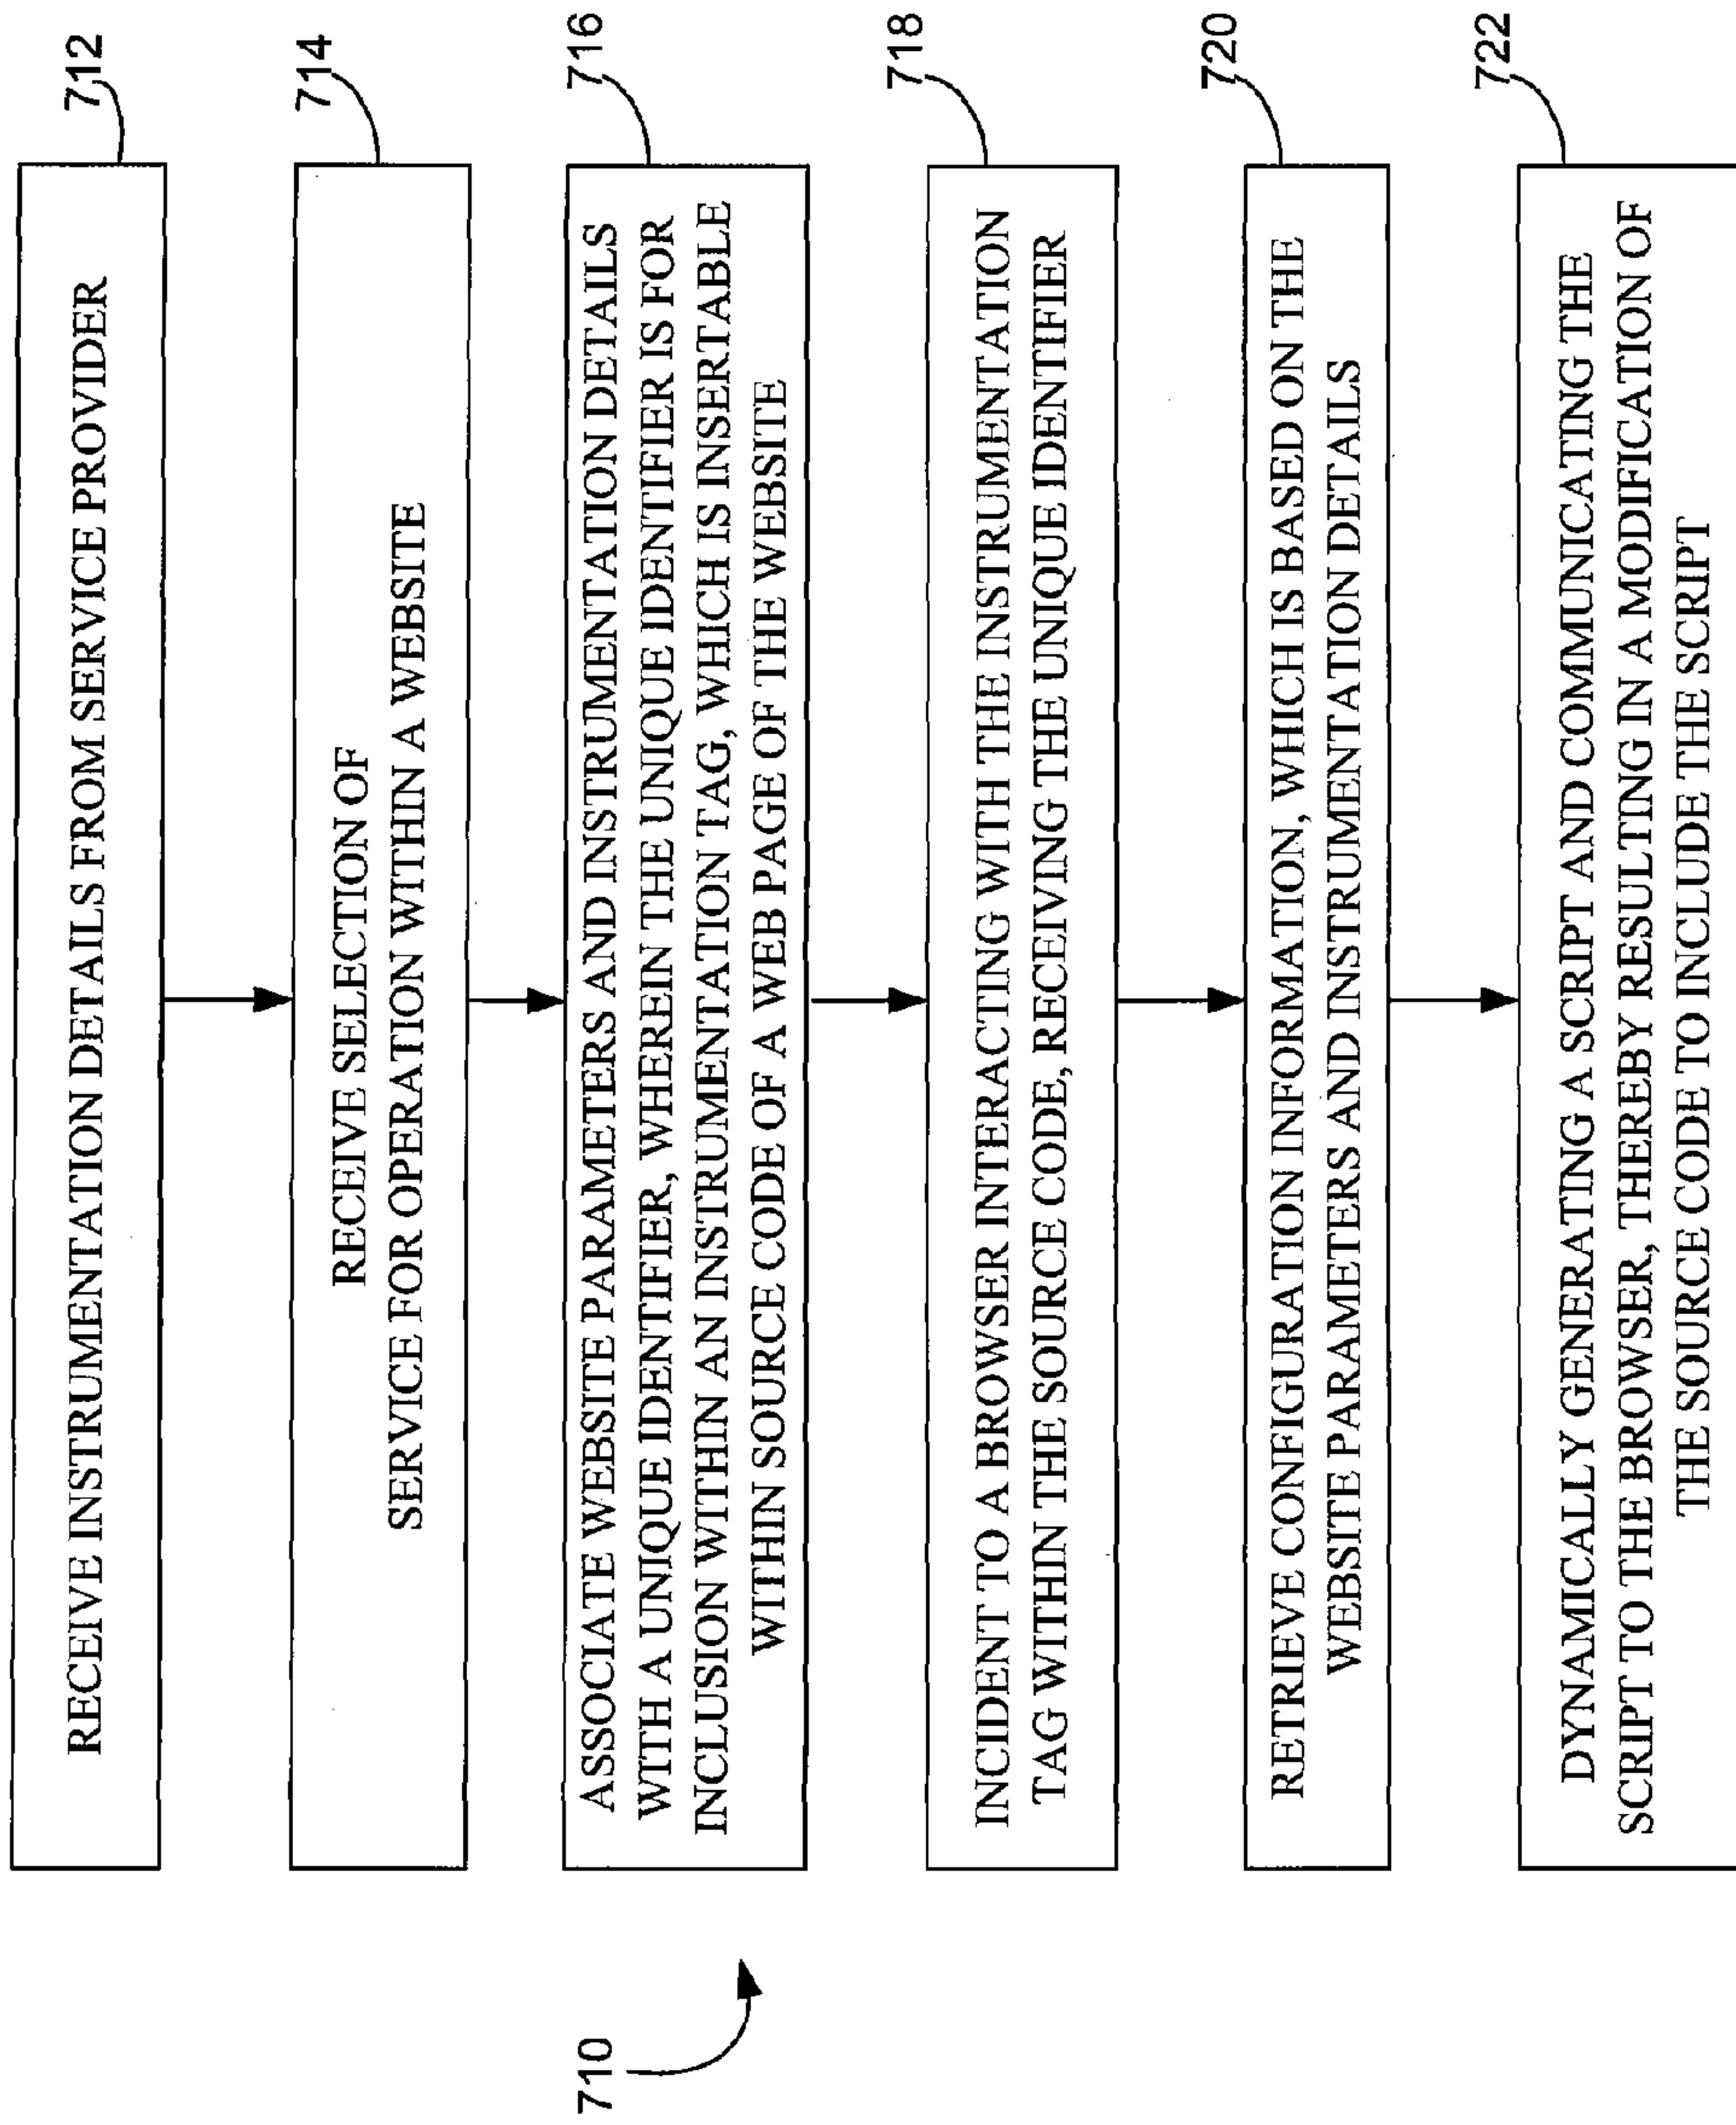 710
RECEIVE INSTRUMENTATION DETAILS FROM SERVICE PROVIDER
712
RECEIVE SELECTION OF
SERVICE FOR OPERATION WITHIN A WEBSITE
714
ASSOCIATE WEBSITE PARAMETERS AND INSTRUMENTATION DETAILS
WITH A UNIQUE IDENTIFIER, WHEREIN THE UNIQUE IDENTIFIER IS FOR
INCLUSION WITHIN AN INSTRUMENTATION TAG, WHICH IS INSERTABLE
WITHIN SOURCE CODE OF A WEB PAGE OF THE WEBSITE
716
INCIDENT TO A BROWSER INTERACTING WITH THE INSTRUMENTATION
TAG WITHIN THE SOURCE CODE, RECEIVING THE UNIQUE IDENTIFIER
718
RETRIEVE CONFIGURATION INFORMATION, WHICH IS BASED ON THE
WEBSITE PARAMETERS AND INSTRUMENTATION DETAILS
720
DYNAMICALLY GENERATING A SCRIPT AND COMMUNICATING THE
SCRIPT TO THE BROWSER, THEREBY RESULTING IN A MODIFICATION OF
THE SOURCE CODE TO INCLUDE THE SCRIPT
722